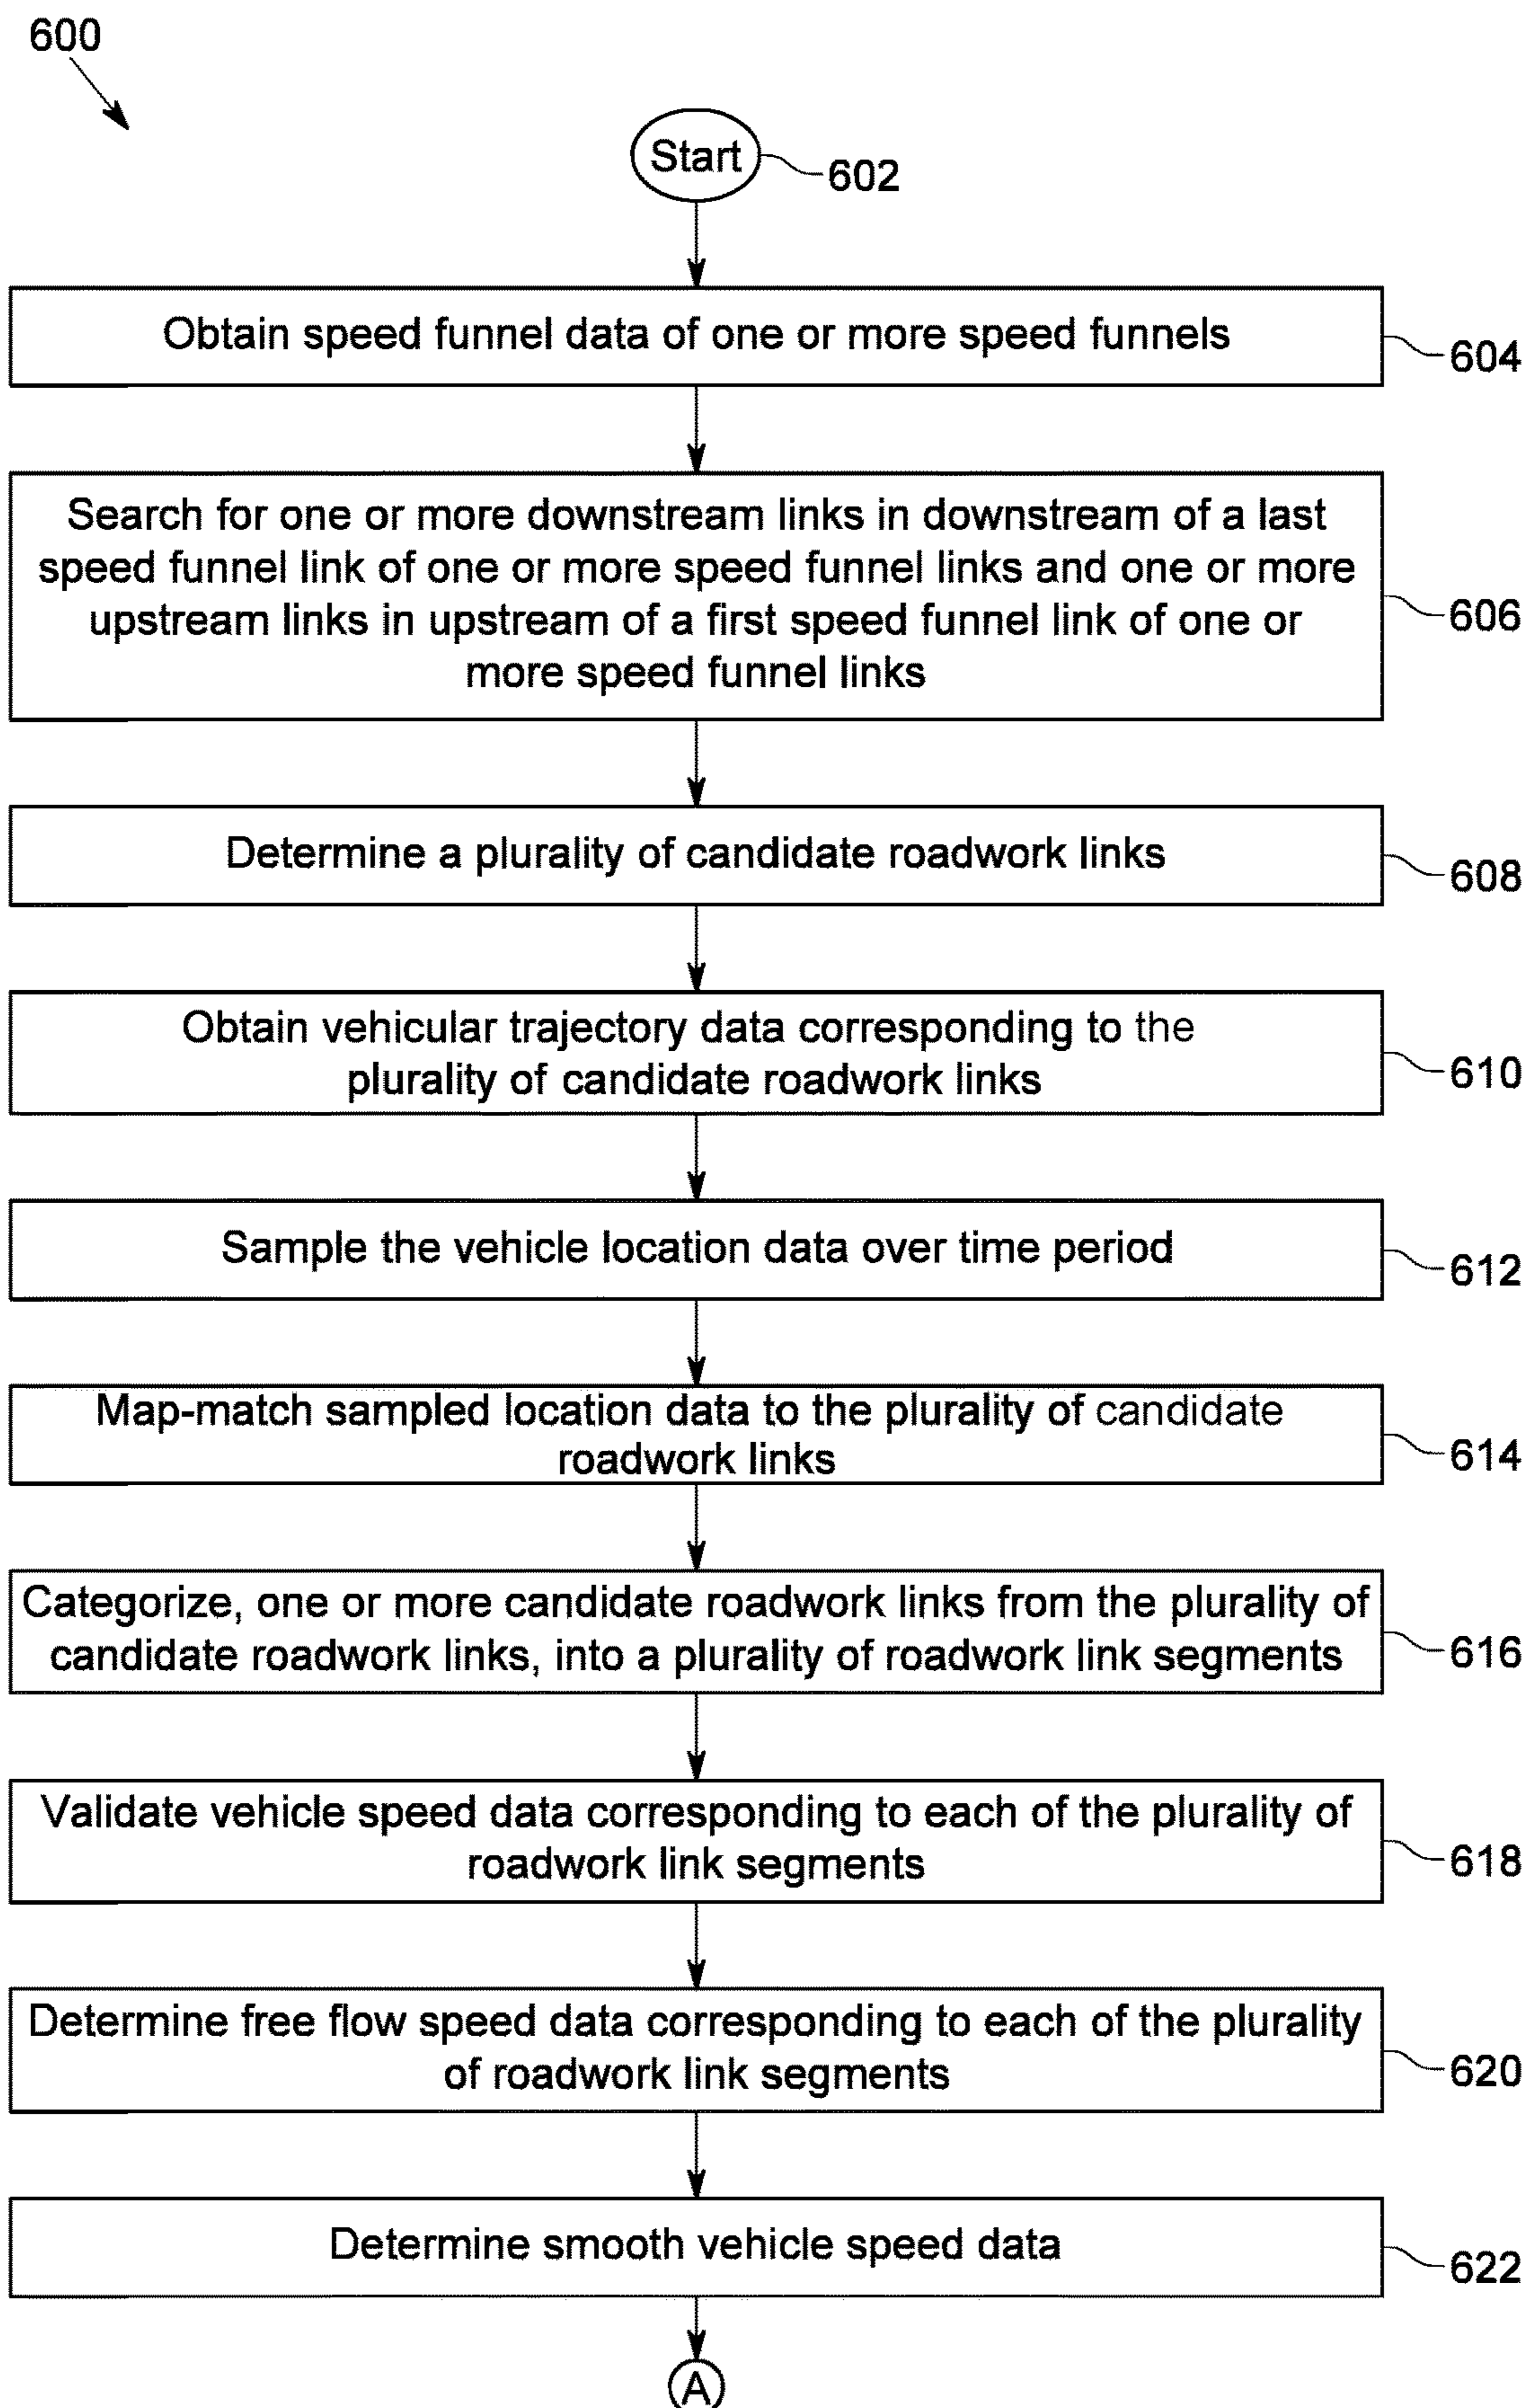 600
Start
602
Obtain speed funnel data of one or more speed funnels
604
Search for one or more downstream links in downstream of a last
speed funnel link of one or more speed funnel links and one or more
upstream links in upstream of a first speed funnel link of one or
more speed funnel links
606
Determine a plurality of candidate roadwork links
608
Obtain vehicular trajectory data corresponding to the
plurality of candidate roadwork links
610
Sample the vehicle location data over time period
612
Map-match sampled location data to the plurality of candidate
roadwork links
614
Categorize, one or more candidate roadwork links from the plurality of
candidate roadwork links, into a plurality of roadwork link segments
616
Validate vehicle speed data corresponding to each of the plurality of
roadwork link segments
618
Determine free flow speed data corresponding to each of the plurality
of roadwork link segments
620
Determine smooth vehicle speed data
622
A